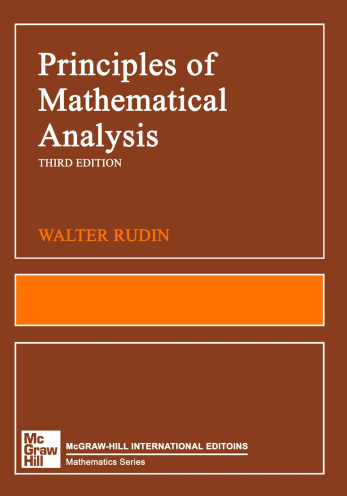 Principles of
Mathematical
Analysis
THIRD EDITION
WALTER RUDIN
Mc
Graw
Hill
McGRAW-HILL INTERNATIONAL EDITOINS
Mathematics Series